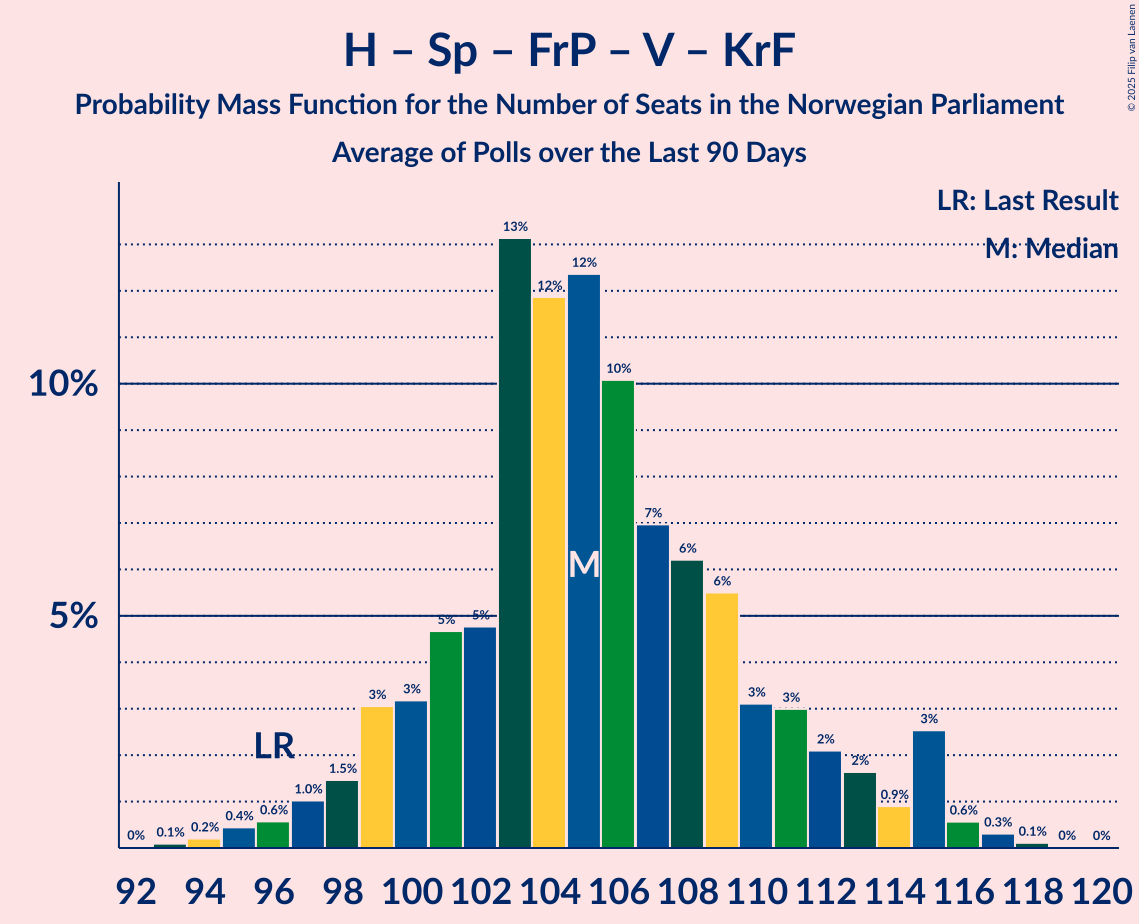 H – Sp – FrP – V – KrF
Probability Mass Function for the Number of Seats in the Norwegian Parliament
Average of Polls over the Last 90 Days
© 2025 Filip van Laenen
LR: Last Result
M: Median
10%
5%
LR
M
0% 0.1% 0.2% 0.4% 0.6% 1.0% 1.5% 3% 3% 5% 5% 13% 12% 12% 10% 7% 6% 6% 3% 3% 2% 2% 0.9% 3% 0.6% 0.3% 0.1% 0% 0%
92 94 96 98 100 102 104 106 108 110 112 114 116 118 120